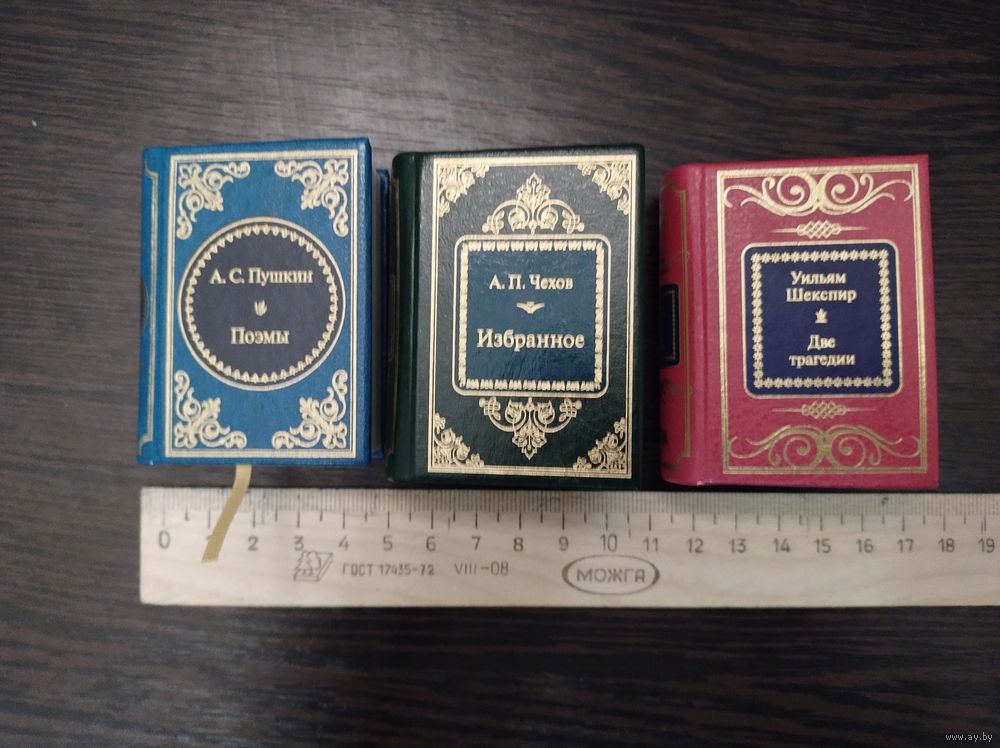 А. С. Пушкин
Поэмы
А. П. Чехов
Избранное
Уильям
Шекспир
Две
трагедии
0 1 2 3 4 5 6 7 8 9 10 11 12 13 14 15 16 17 18 19
ГОСТ 17435-72 VIII-08
МОЖГА
www.ay.by